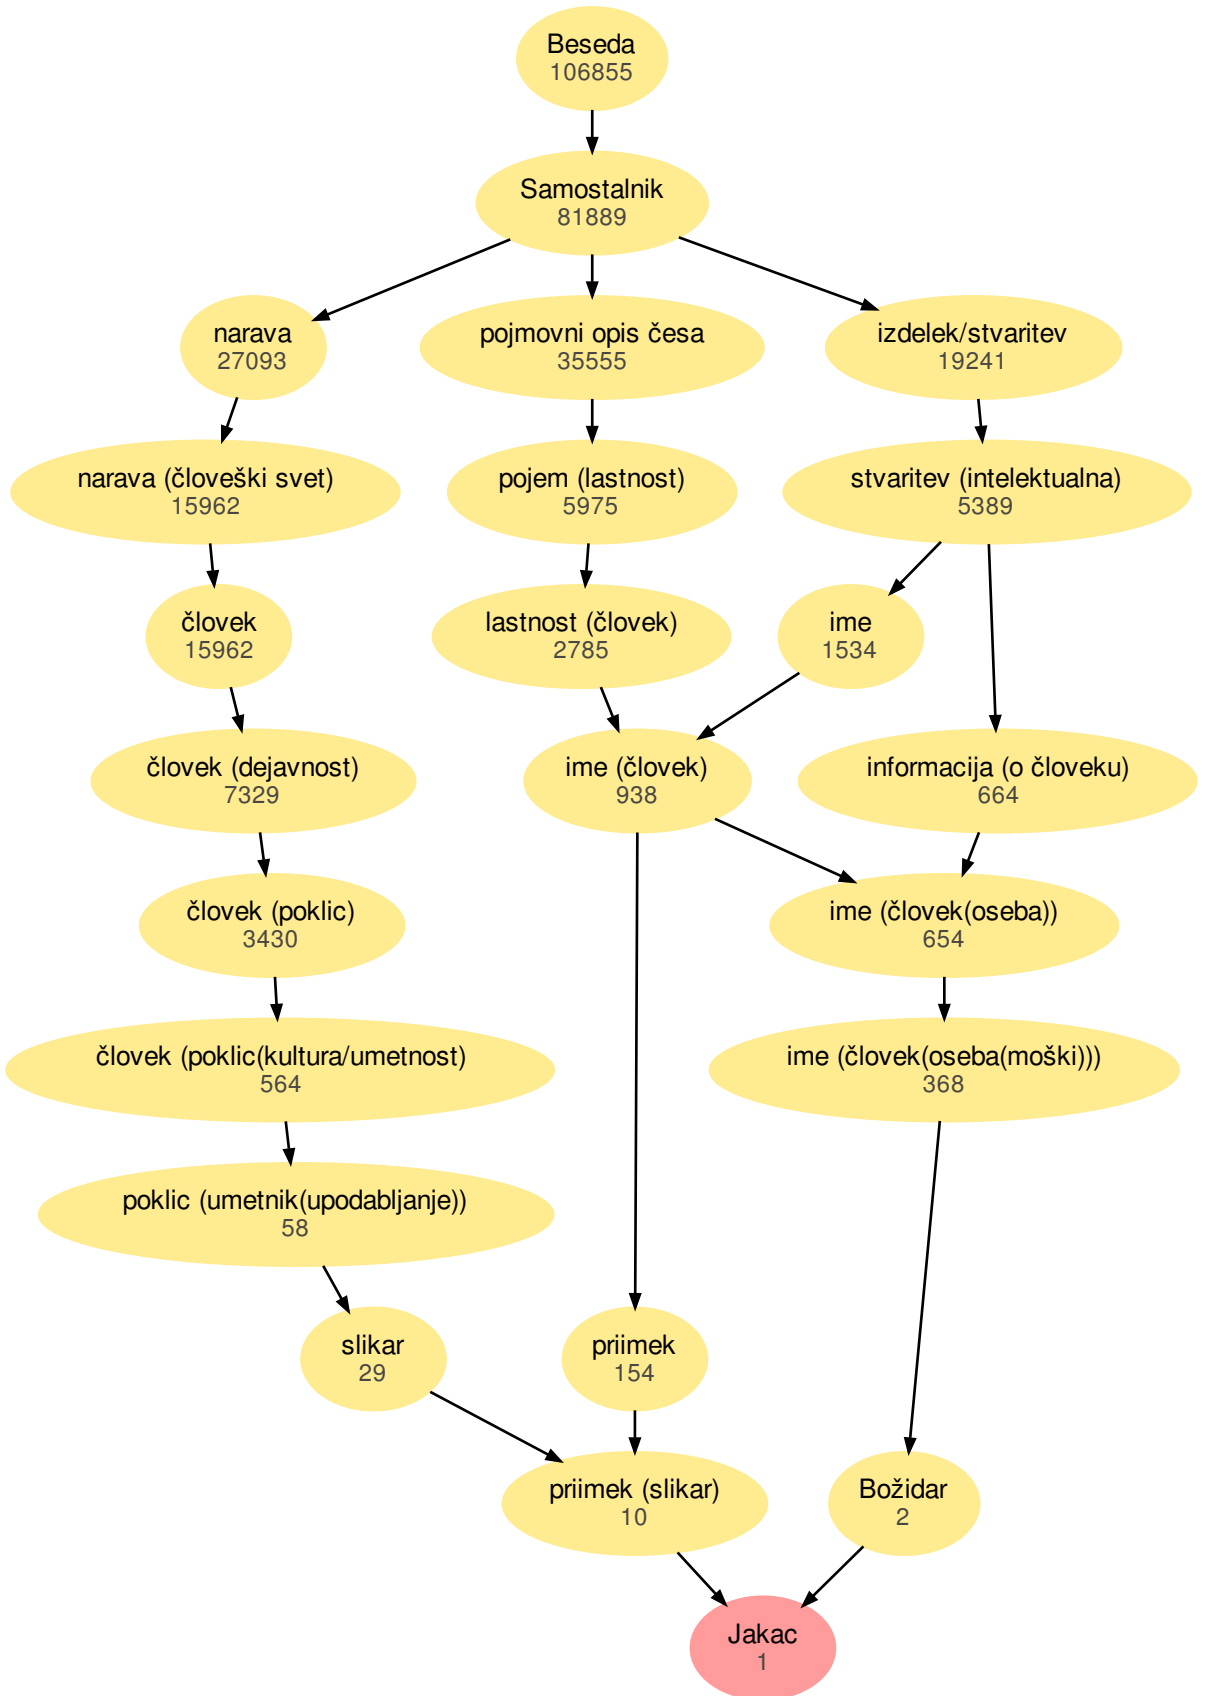 Beseda
106855
Samostalnik
81889
narava
27093
pojmovni opis česa
35555
izdelek/stvaritev
19241
narava (človeški svet)
15962
pojem (lastnost)
5975
stvaritev (intelektualna)
5389
človek
15962
lastnost (človek)
2785
ime
1534
človek (dejavnost)
7329
ime (človek)
938
informacija (o človeku)
664
človek (poklic)
3430
ime (človek(oseba))
654
človek (poklic(kultura/umetnost)
564
ime (človek(oseba(moški)))
368
poklic (umetnik(upodabljanje))
58
slikar
29
priimek
154
priimek (slikar)
10
Božidar
2
Jakac
1